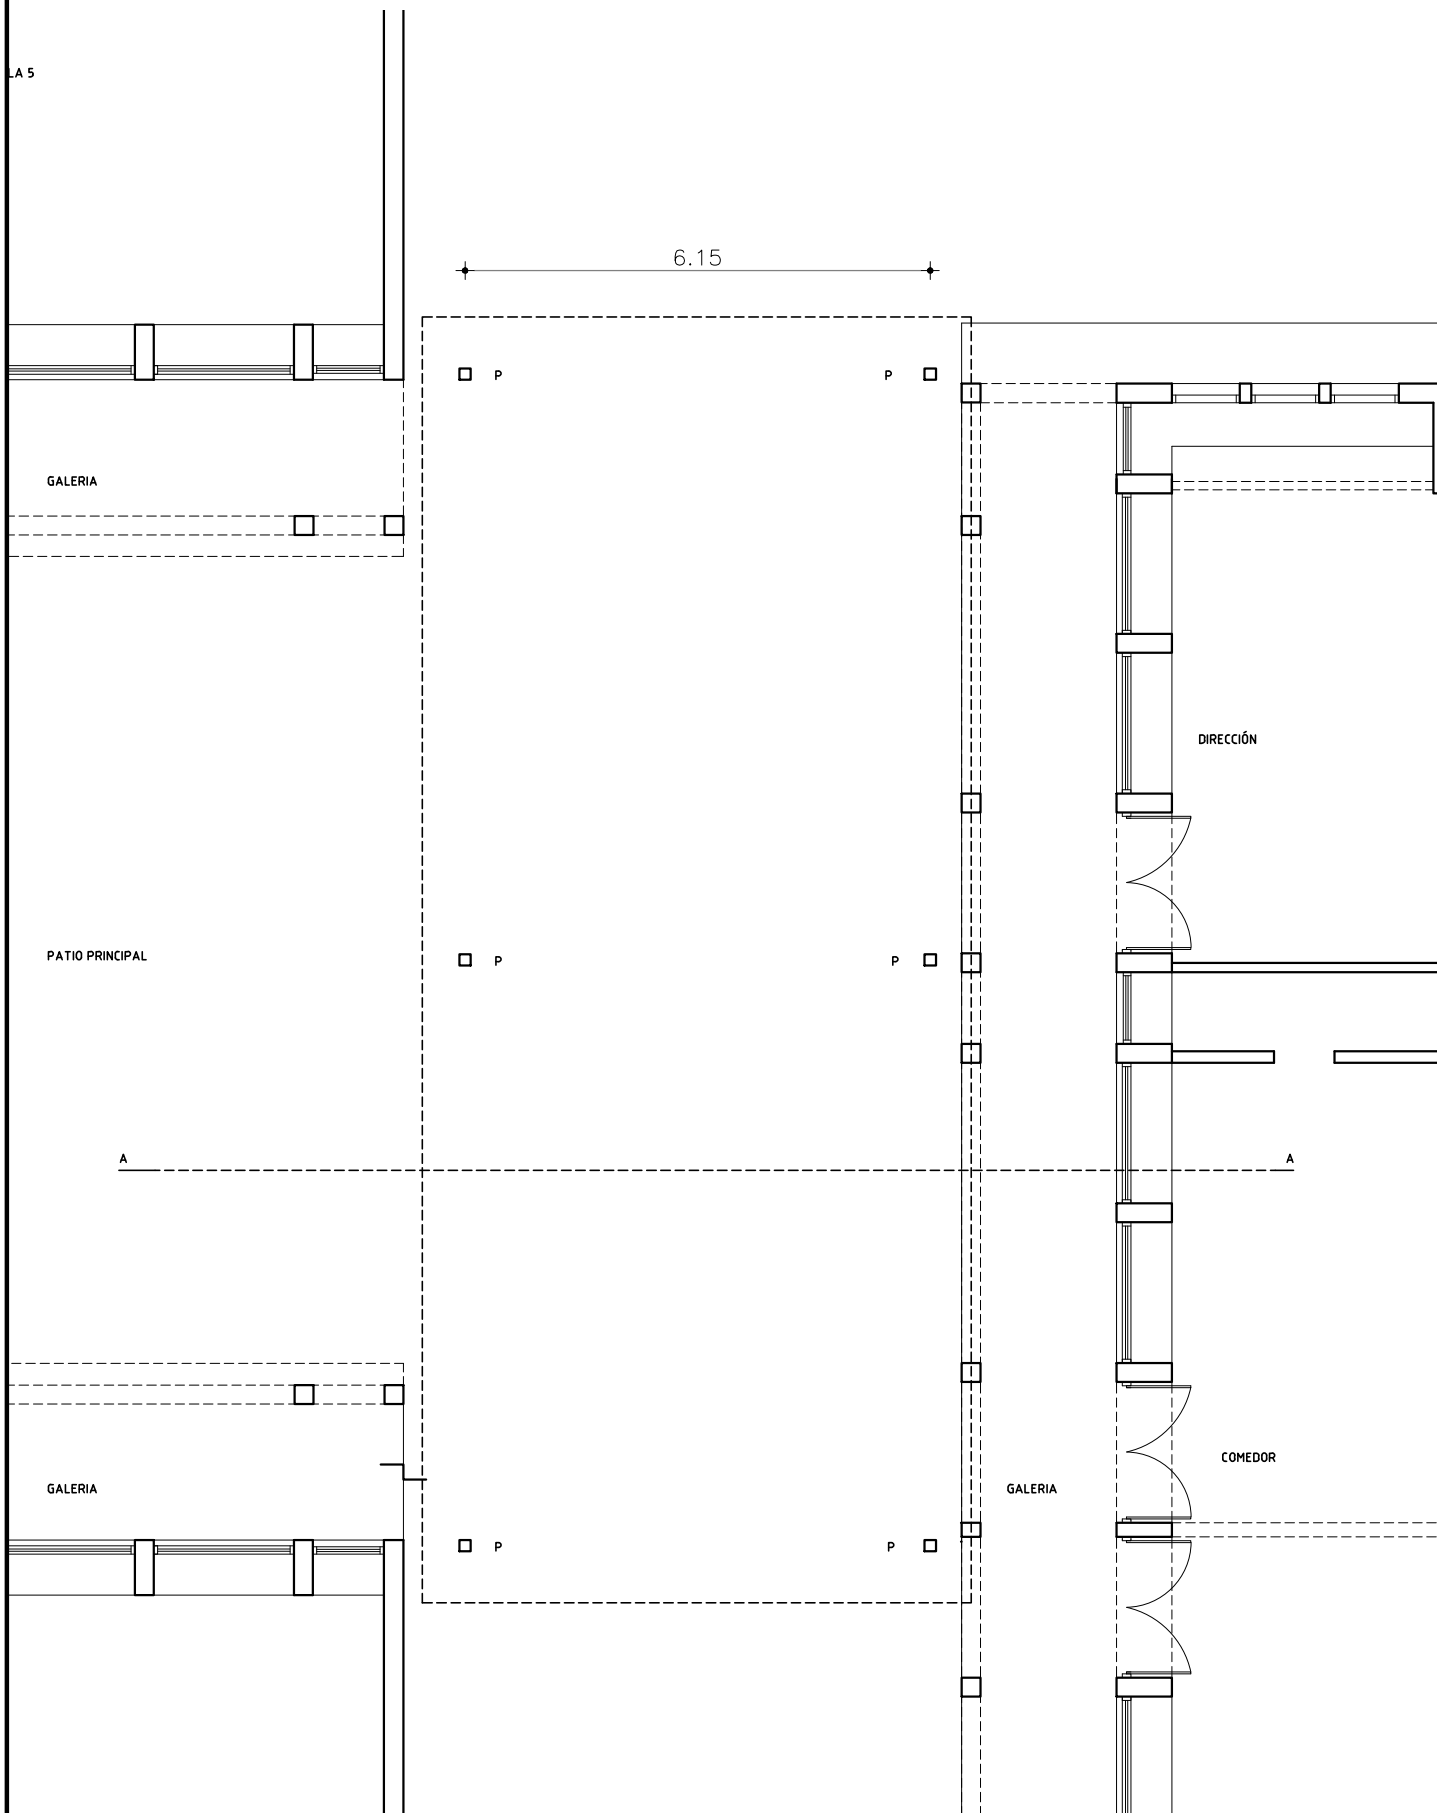 LA 5
6.15
P
P
GALERIA
DIRECCIÓN
PATIO PRINCIPAL
P
P
A
A
COMEDOR
GALERIA
GALERIA
P
P